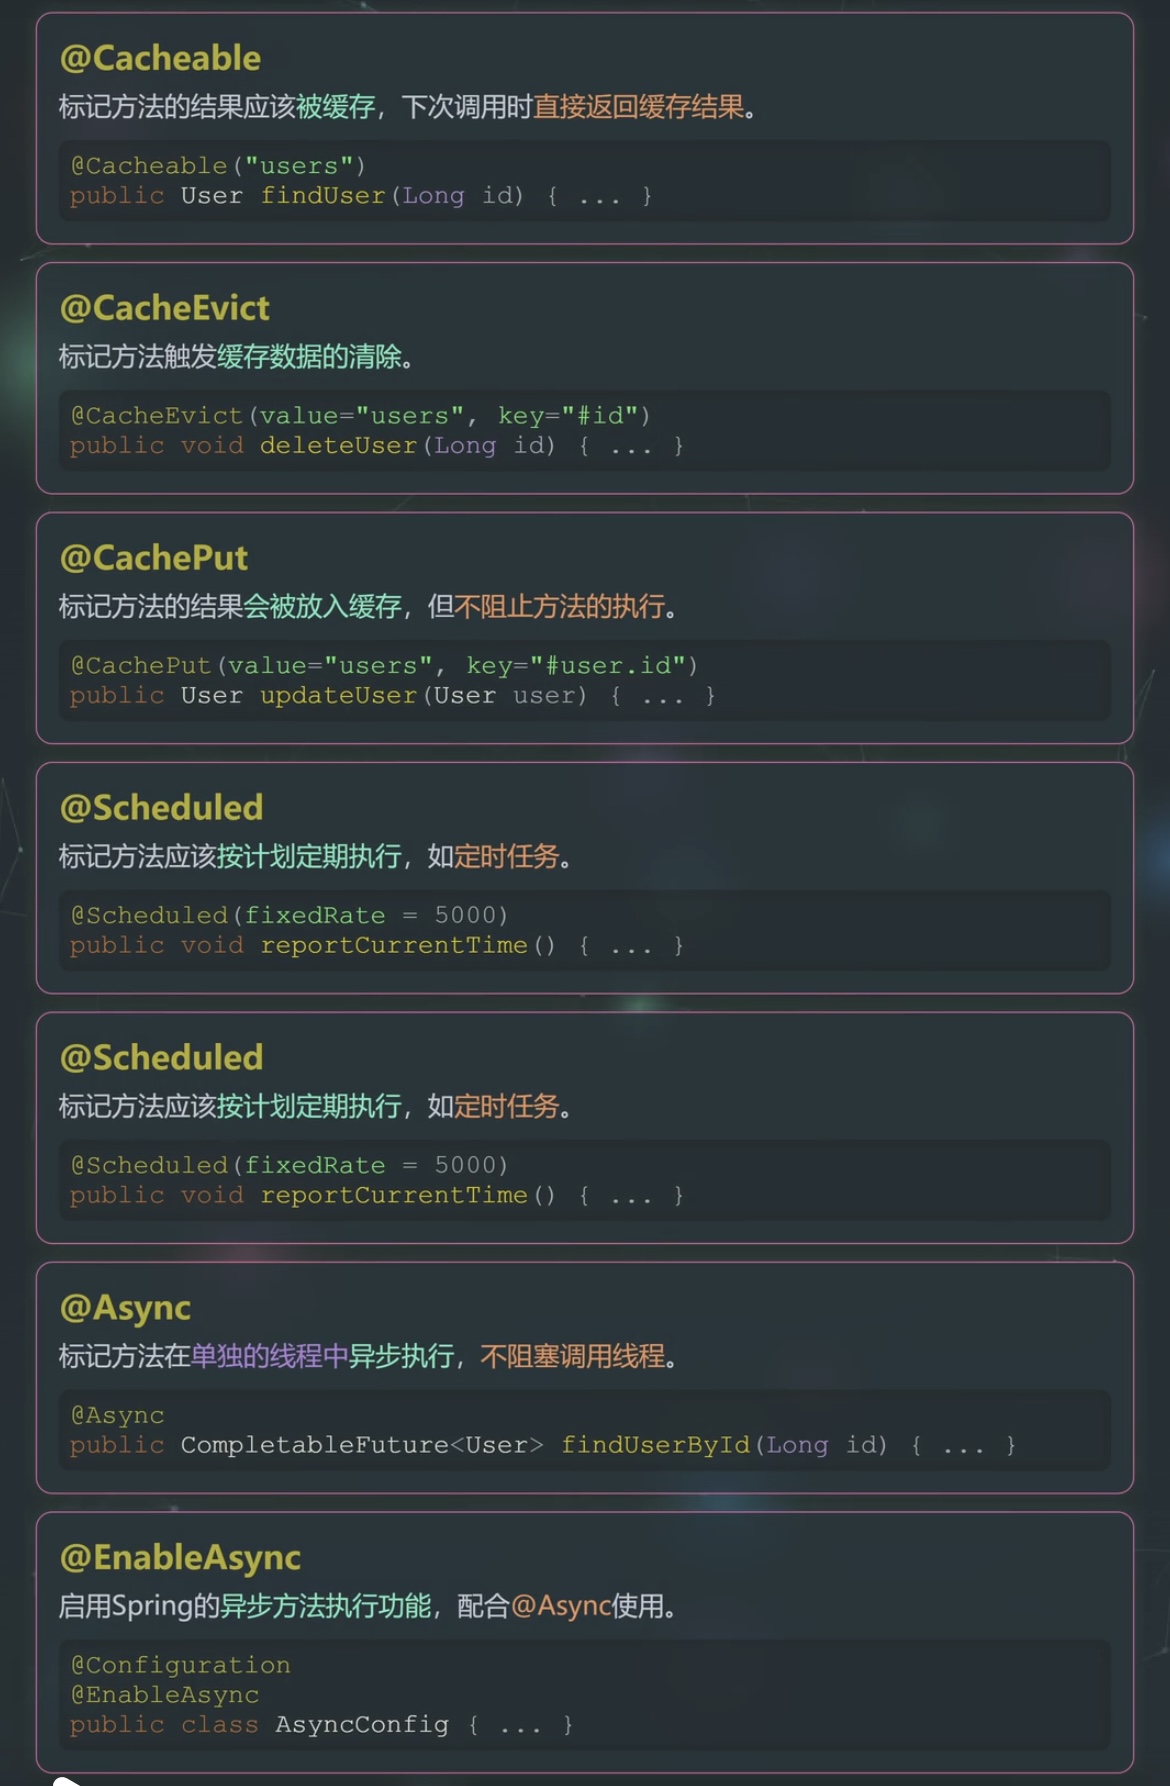 @Cacheable
标记方法的结果应该被缓存，下次调用时直接返回缓存结果。
@Cacheable("users")
public User findUser(Long id) { ... }
@CacheEvict
标记方法触发缓存数据的清除。
@CacheEvict(value="users", key="#id")
public void deleteUser(Long id) { ... }
@CachePut
标记方法的结果会被放入缓存，但不阻止方法的执行。
@CachePut(value="users", key="#user.id")
public User updateUser(User user) { ... }
@Scheduled
标记方法应该按计划定期执行，如定时任务。
@Scheduled(fixedRate = 5000)
public void reportCurrentTime() { ... }
@Scheduled
标记方法应该按计划定期执行，如定时任务。
@Scheduled(fixedRate = 5000)
public void reportCurrentTime() { ... }
@Async
标记方法在单独的线程中异步执行，不阻塞调用线程。
@Async
public CompletableFuture<User> findUserById(Long id) { ... }
@EnableAsync
启用Spring的异步方法执行功能，配合@Async使用。
@Configuration
@EnableAsync
public class AsyncConfig { ... }